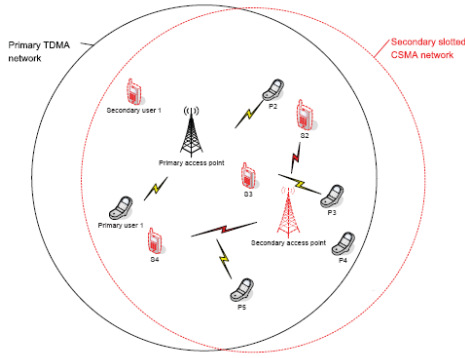 Primary TDMA
network
Secondary slotted
CSMA network
Secondary user 1
P2
S2
Primary access point
S3
P3
Primary user 1
S4
Secondary access point
P4
P5